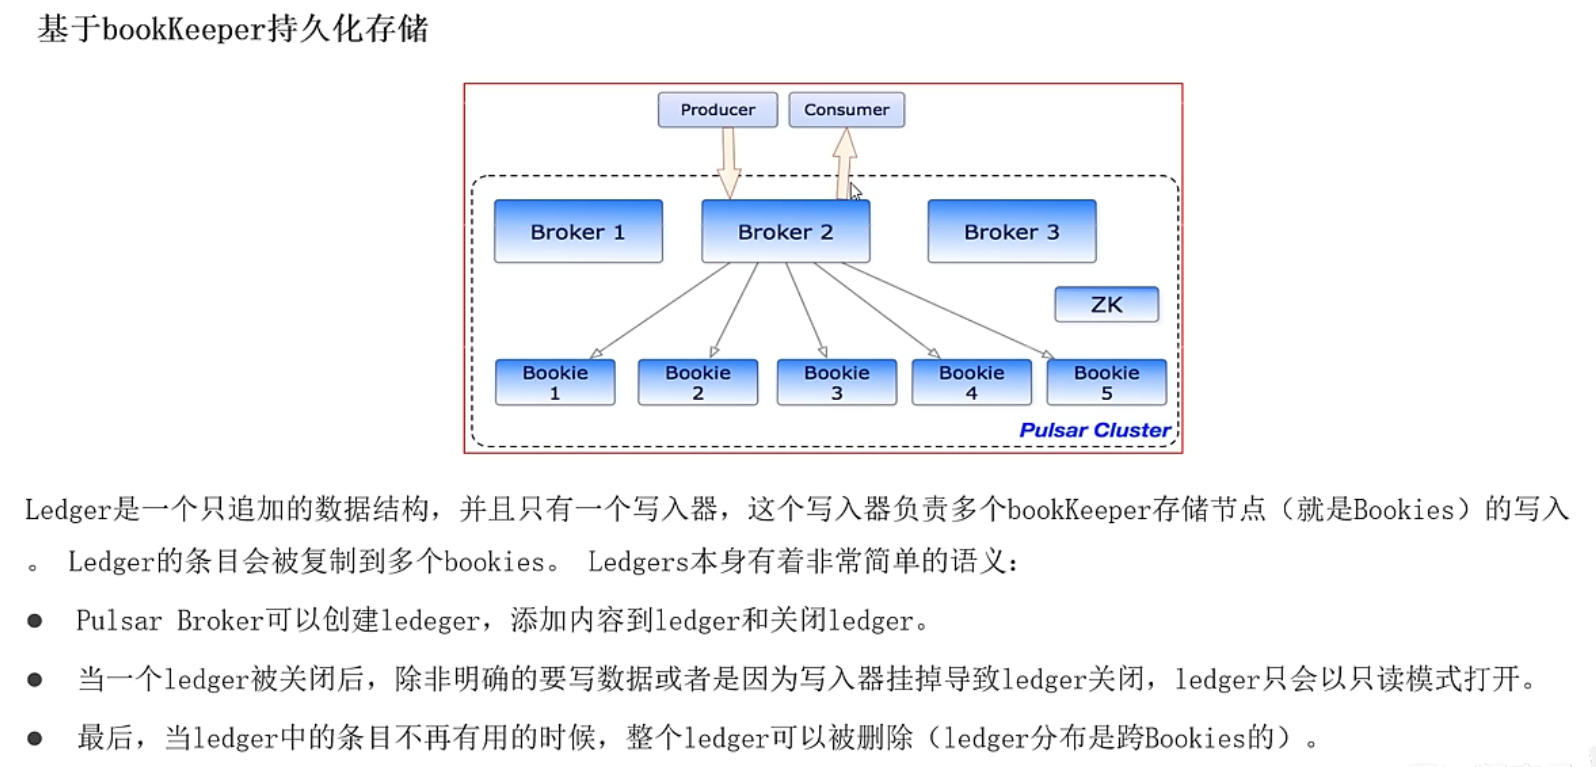 基于bookKeeper持久化存储
Producer
Consumer
Broker 1
Broker 2
Broker 3
ZK
Bookie
1
Bookie
2
Bookie
3
Bookie
4
Bookie
5
Pulsar Cluster
Ledger是一个只追加的数据结构，并且只有一个写入器，这个写入器负责多个bookKeeper存储节点（就是Bookies）的写入
。 Ledger的条目会被复制到多个bookies。 Ledgers本身有着非常简单的语义：
● Pulsar Broker可以创建ledeger，添加内容到ledger和关闭ledger。
● 当一个ledger被关闭后，除非明确的要写数据或者是因为写入器挂掉导致ledger关闭，ledger只会以只读模式打开。
● 最后，当ledger中的条目不再有用的时候，整个ledger可以被删除（ledger分布是跨Bookies的）。